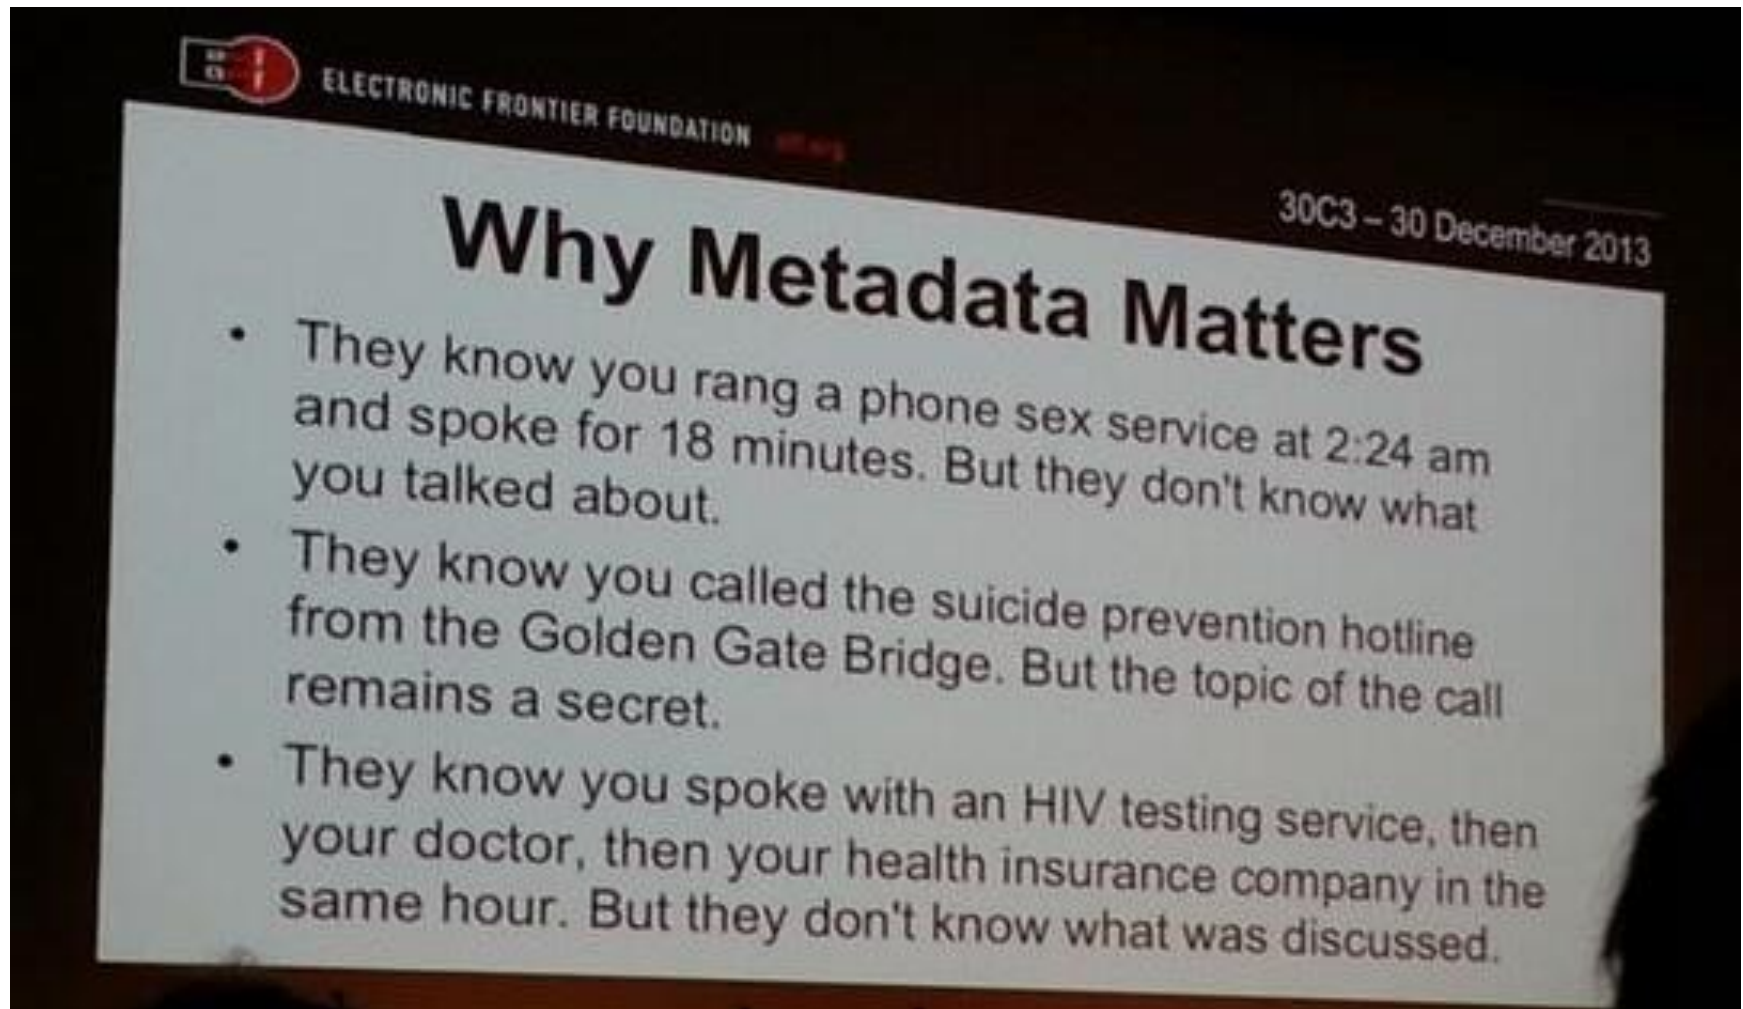 ELECTRONIC FRONTIER FOUNDATION eff.org
30C3 – 30 December 2013
Why Metadata Matters
• They know you rang a phone sex service at 2:24 am
and spoke for 18 minutes. But they don't know what
you talked about.
• They know you called the suicide prevention hotline
from the Golden Gate Bridge. But the topic of the call
remains a secret.
• They know you spoke with an HIV testing service, then
your doctor, then your health insurance company in the
same hour. But they don't know what was discussed.